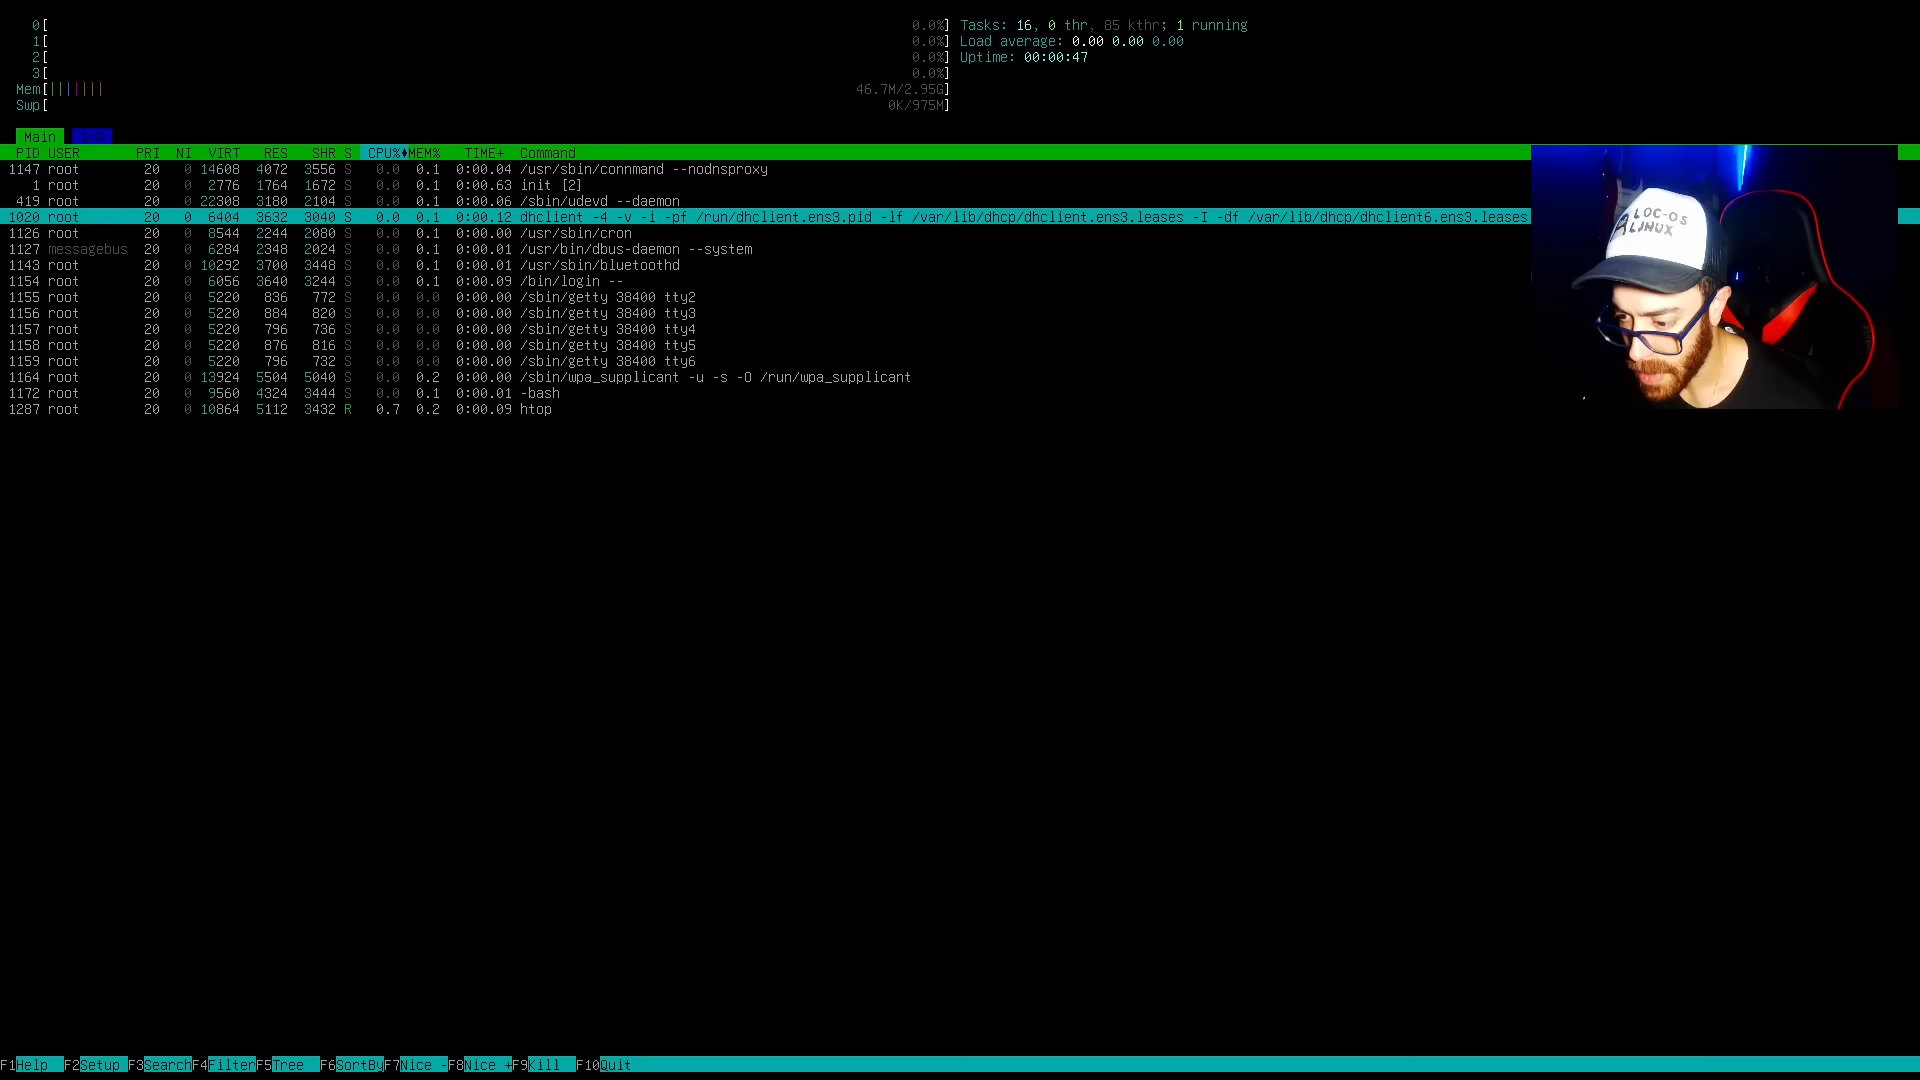 0[ 0.0%] Tasks: 16, 0 thr, 85 kthr; 1 running
1[ 0.0%] Load average: 0.00 0.00 0.00
2[ 0.0%] Uptime: 00:00:47
3[ 0.0%]
Mem[||||||| 46.7M/2.95G]
Swp[ 0K/975M]
Main
PID USER PRI NI VIRT RES SHR S CPU% MEM% TIME+ Command
1147 root 20 0 14608 4072 3556 S 0.0 0.1 0:00.04 /usr/sbin/connmand --nodnsproxy
1 root 20 0 2776 1764 1672 S 0.0 0.1 0:00.63 init [2]
419 root 20 0 22308 3180 2104 S 0.0 0.1 0:00.06 /sbin/udevd --daemon
1020 root 20 0 6404 3632 3040 S 0.0 0.1 0:00.12 dhclient -4 -v -i -pf /run/dhclient.ens3.pid -lf /var/lib/dhcp/dhclient.ens3.leases -I -df /var/lib/dhcp/dhclient6.ens3.leases
1126 root 20 0 8544 2244 2080 S 0.0 0.1 0:00.00 /usr/sbin/cron
1127 messagebus 20 0 6284 2348 2024 S 0.0 0.1 0:00.01 /usr/bin/dbus-daemon --system
1143 root 20 0 10292 3700 3448 S 0.0 0.1 0:00.01 /usr/sbin/bluetoothd
1154 root 20 0 6056 3640 3244 S 0.0 0.1 0:00.09 /bin/login --
1155 root 20 0 5220 836 772 S 0.0 0.0 0:00.00 /sbin/getty 38400 tty2
1156 root 20 0 5220 884 820 S 0.0 0.0 0:00.00 /sbin/getty 38400 tty3
1157 root 20 0 5220 796 736 S 0.0 0.0 0:00.00 /sbin/getty 38400 tty4
1158 root 20 0 5220 876 816 S 0.0 0.0 0:00.00 /sbin/getty 38400 tty5
1159 root 20 0 5220 796 732 S 0.0 0.0 0:00.00 /sbin/getty 38400 tty6
1164 root 20 0 13924 5504 5040 S 0.0 0.2 0:00.00 /sbin/wpa_supplicant -u -s -O /run/wpa_supplicant
1172 root 20 0 9560 4324 3444 S 0.0 0.1 0:00.01 -bash
1287 root 20 0 10864 5112 3432 R 0.7 0.2 0:00.09 htop
LOC-OS
LINUX
F1Help F2Setup F3SearchF4FilterF5Tree F6SortByF7Nice -F8Nice +F9Kill F10Quit